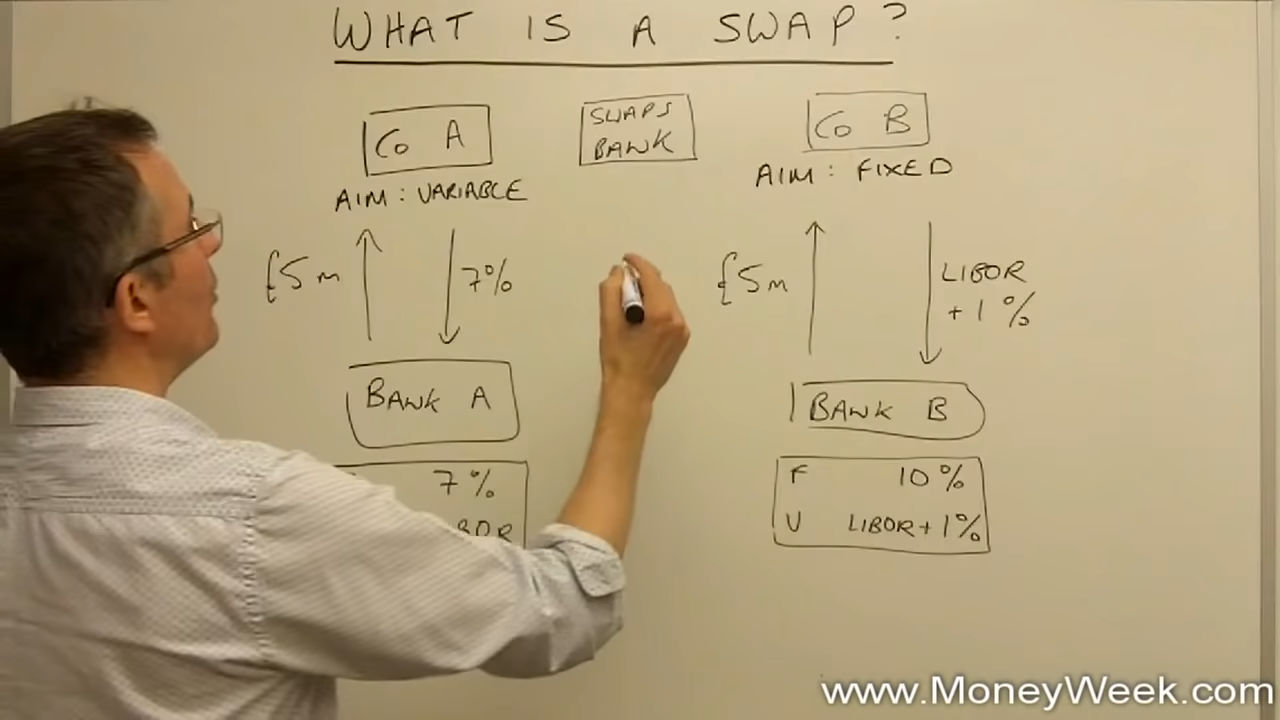 WHAT IS A SWAP?
Co A
SWAPS
BANK
Co B
AIM: VARIABLE
AIM: FIXED
£5m
7%
£5m
LIBOR
+1%
BANK A
BANK B
7%
F 10%
V LIBOR+1%
www.MoneyWeek.com